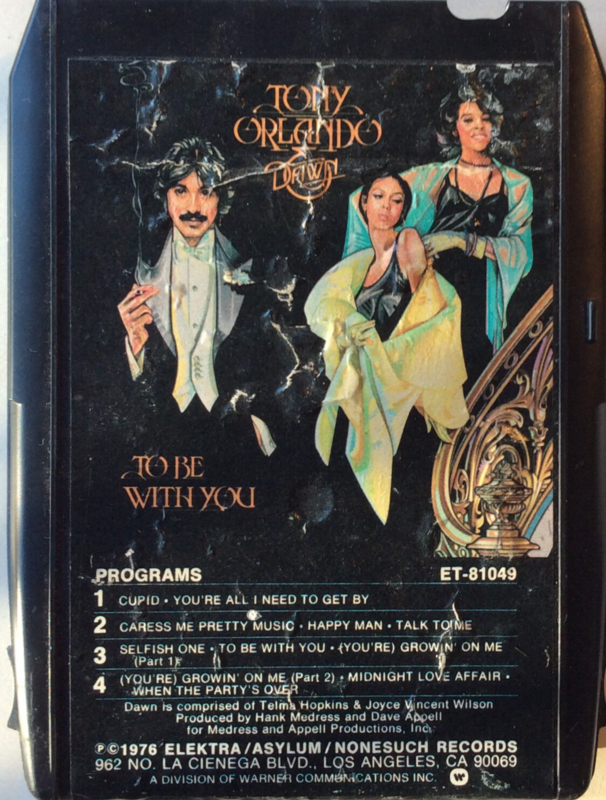 TONY
ORLANDO
& DAWN
TO BE
WITH YOU
PROGRAMS ET-81049
1 CUPID • YOU'RE ALL I NEED TO GET BY
2 CARESS ME PRETTY MUSIC • HAPPY MAN • TALK TO ME
3 SELFISH ONE • TO BE WITH YOU • (YOU'RE) GROWIN' ON ME
(Part 1)
4 (YOU'RE) GROWIN' ON ME (Part 2) • MIDNIGHT LOVE AFFAIR •
WHEN THE PARTY'S OVER
Dawn is comprised of Telma Hopkins & Joyce Vincent Wilson
Produced by Hank Medress and Dave Appell
for Medress and Appell Productions, Inc.
℗©1976 ELEKTRA/ASYLUM/NONESUCH RECORDS
962 NO. LA CIENEGA BLVD., LOS ANGELES, CA 90069
A DIVISION OF WARNER COMMUNICATIONS INC. W